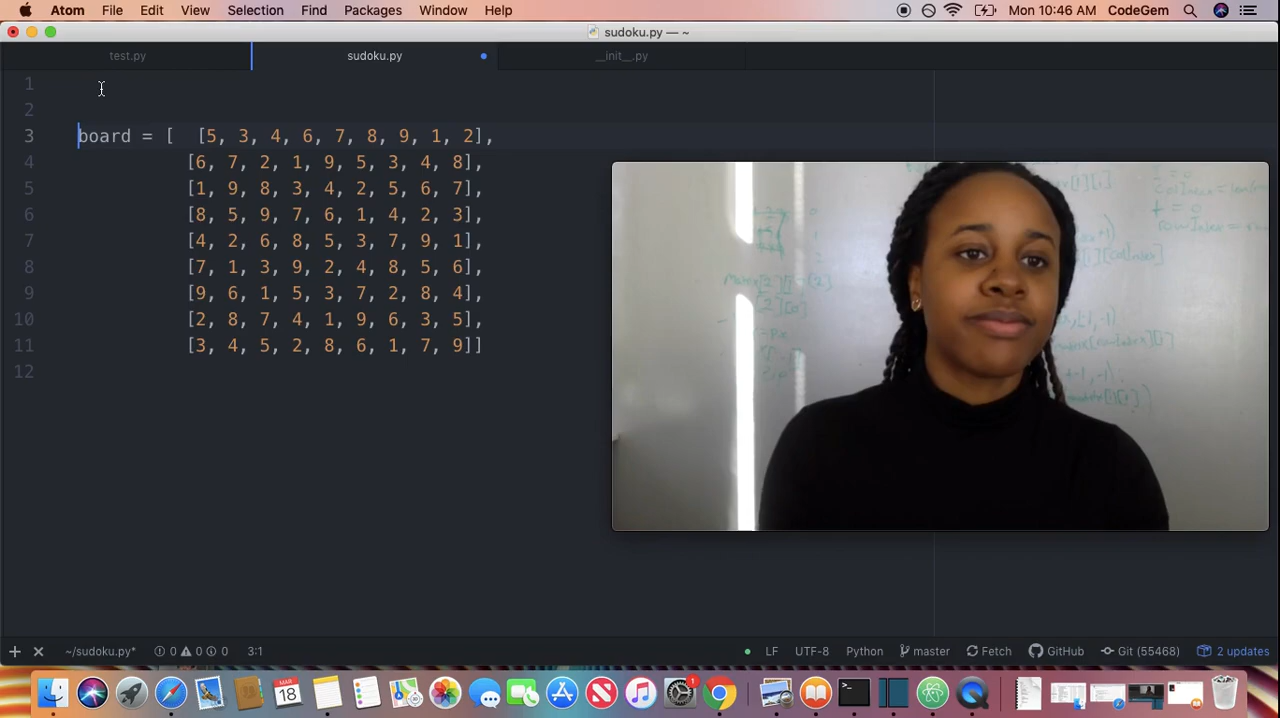 Atom File Edit View Selection Find Packages Window Help Mon 10:46 AM CodeGem
sudoku.py — ~
test.py sudoku.py __init__.py
1
2
3 board = [ [5, 3, 4, 6, 7, 8, 9, 1, 2],
4 [6, 7, 2, 1, 9, 5, 3, 4, 8],
5 [1, 9, 8, 3, 4, 2, 5, 6, 7],
6 [8, 5, 9, 7, 6, 1, 4, 2, 3],
7 [4, 2, 6, 8, 5, 3, 7, 9, 1],
8 [7, 1, 3, 9, 2, 4, 8, 5, 6],
9 [9, 6, 1, 5, 3, 7, 2, 8, 4],
10 [2, 8, 7, 4, 1, 9, 6, 3, 5],
11 [3, 4, 5, 2, 8, 6, 1, 7, 9]]
12
~/sudoku.py* 0 0 0 3:1 LF UTF-8 Python master Fetch GitHub Git (55468) 2 updates
MAR
18
1